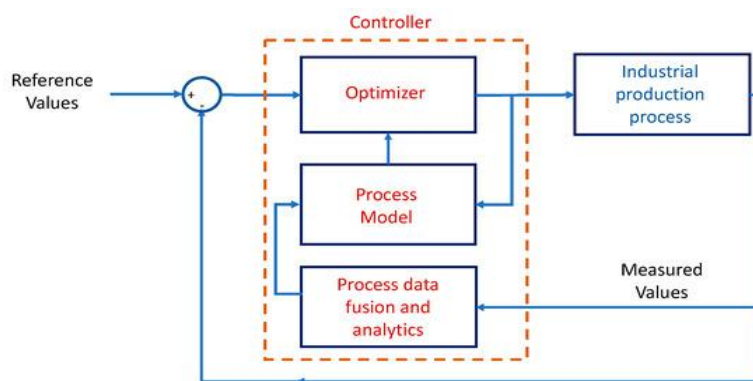 Controller
Reference
Values
+
-
Optimizer
Industrial
production
process
Process
Model
Process data
fusion and
analytics
Measured
Values